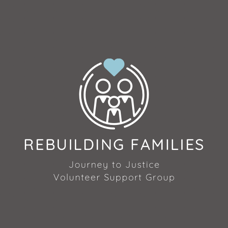 REBUILDING FAMILIES
Journey to Justice
Volunteer Support Group